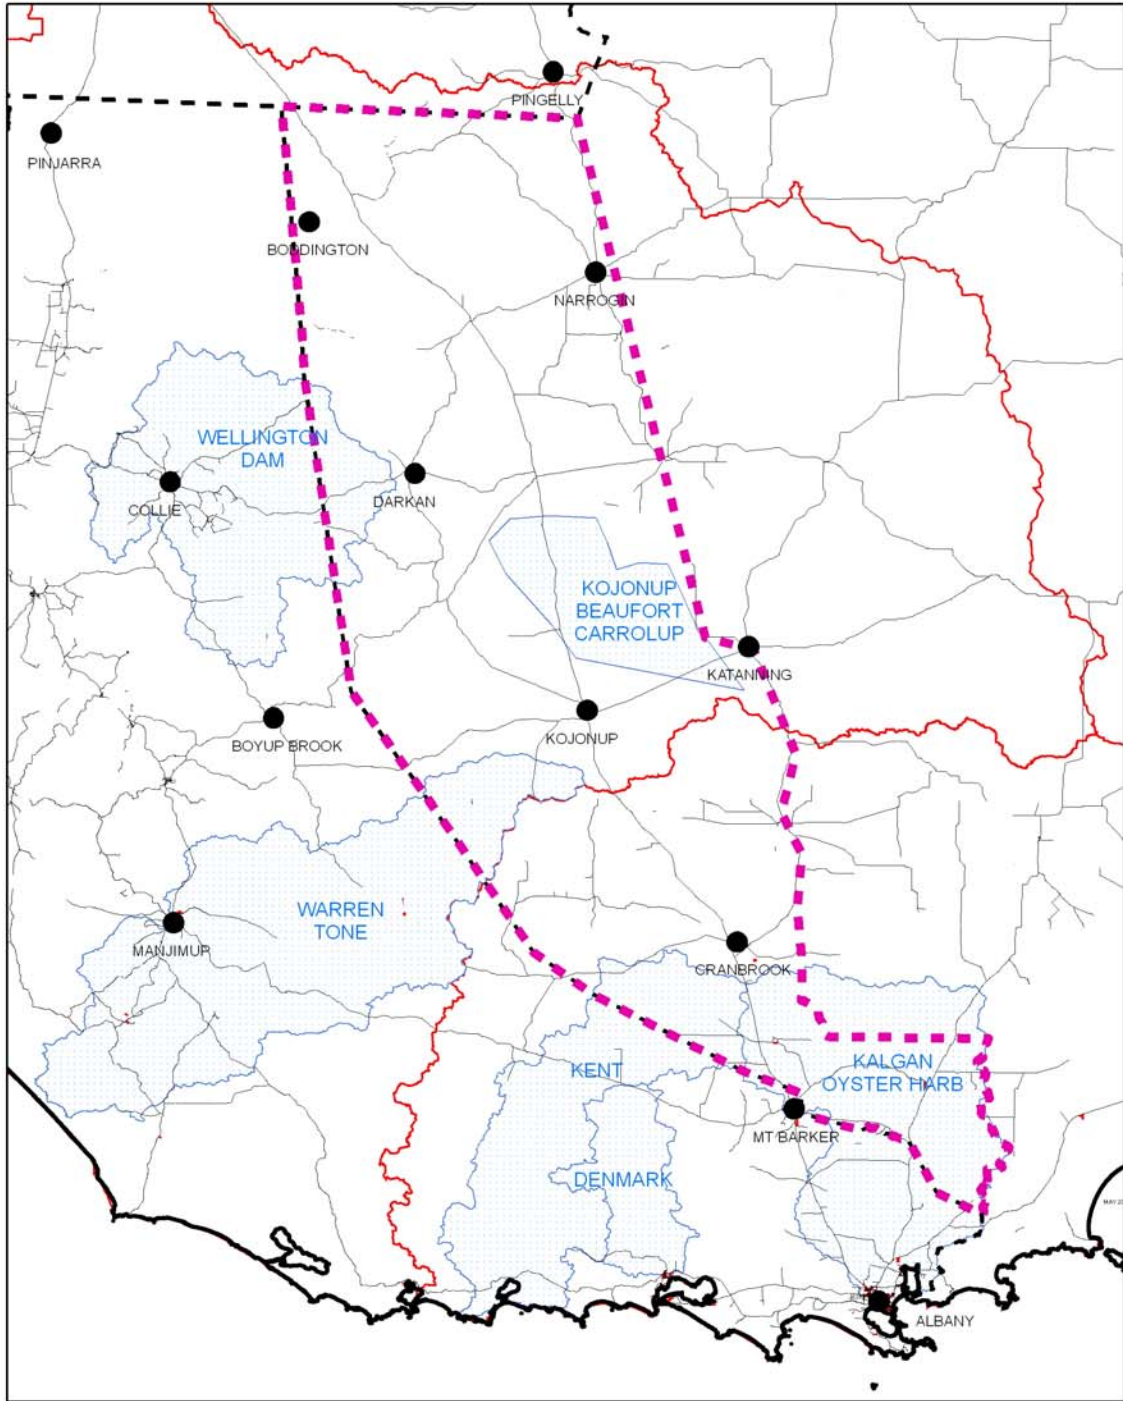 PINGELLY
PINJARRA
BODDINGTON
NARROGIN
WELLINGTON
DAM
COLLIE
DARKAN
KOJONUP
BEAUFORT
CARROLUP
KATANNING
BOYUP BROOK
KOJONUP
WARREN
TONE
MANJIMUP
CRANBROOK
KENT
KALGAN
OYSTER HARB
MT BARKER
DENMARK
ALBANY